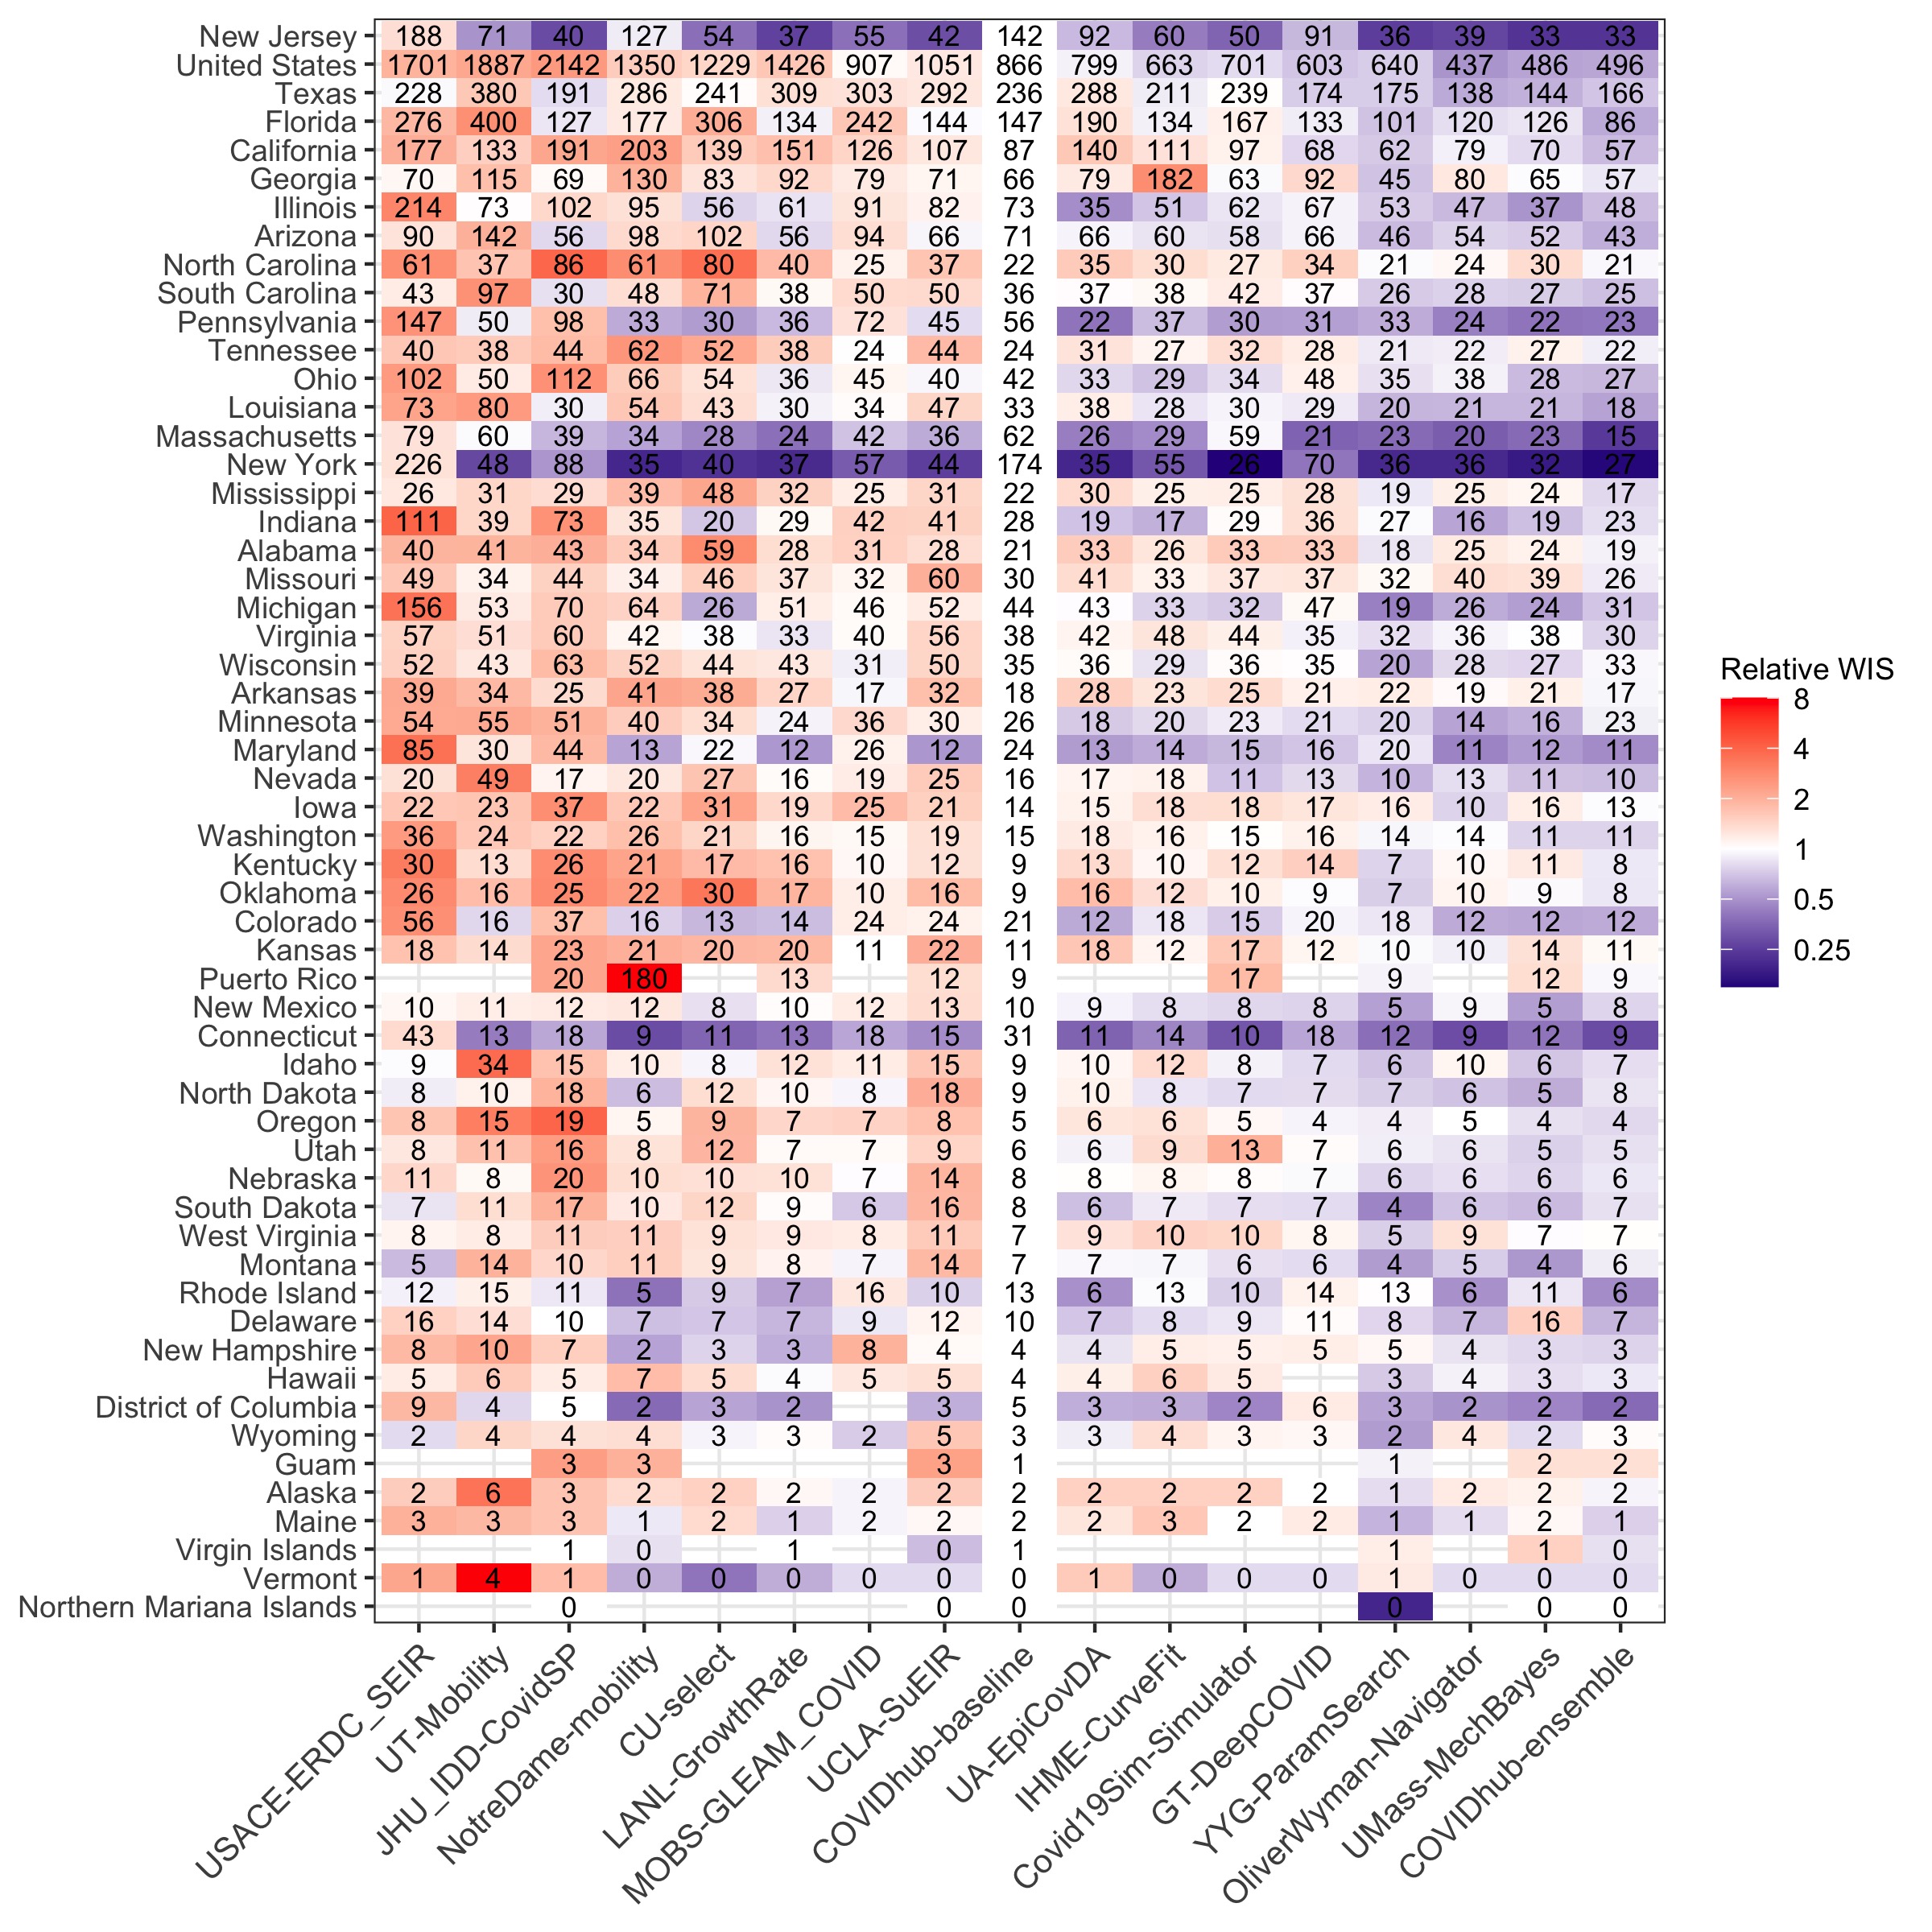 New Jersey 188 71 40 127 54 37 55 42 142 92 60 50 91 36 39 33 33
United States 1701 1887 2142 1350 1229 1426 907 1051 866 799 663 701 603 640 437 486 496
Texas 228 380 191 286 241 309 303 292 236 288 211 239 174 175 138 144 166
Florida 276 400 127 177 306 134 242 144 147 190 134 167 133 101 120 126 86
California 177 133 191 203 139 151 126 107 87 140 111 97 68 62 79 70 57
Georgia 70 115 69 130 83 92 79 71 66 79 182 63 92 45 80 65 57
Illinois 214 73 102 95 56 61 91 82 73 35 51 62 67 53 47 37 48
Arizona 90 142 56 98 102 56 94 66 71 66 60 58 66 46 54 52 43
North Carolina 61 37 86 61 80 40 25 37 22 35 30 27 34 21 24 30 21
South Carolina 43 97 30 48 71 38 50 50 36 37 38 42 37 26 28 27 25
Pennsylvania 147 50 98 33 30 36 72 45 56 22 37 30 31 33 24 22 23
Tennessee 40 38 44 62 52 38 24 44 24 31 27 32 28 21 22 27 22
Ohio 102 50 112 66 54 36 45 40 42 33 29 34 48 35 38 28 27
Louisiana 73 80 30 54 43 30 34 47 33 38 28 30 29 20 21 21 18
Massachusetts 79 60 39 34 28 24 42 36 62 26 29 59 21 23 20 23 15
New York 226 48 88 35 40 37 57 44 174 35 55 26 70 36 36 32 27
Mississippi 26 31 29 39 48 32 25 31 22 30 25 25 28 19 25 24 17
Indiana 111 39 73 35 20 29 42 41 28 19 17 29 36 27 16 19 23
Alabama 40 41 43 34 59 28 31 28 21 33 26 33 33 18 25 24 19
Missouri 49 34 44 34 46 37 32 60 30 41 33 37 37 32 40 39 26
Michigan 156 53 70 64 26 51 46 52 44 43 33 32 47 19 26 24 31
Virginia 57 51 60 42 38 33 40 56 38 42 48 44 35 32 36 38 30
Wisconsin 52 43 63 52 44 43 31 50 35 36 29 36 35 20 28 27 33
Arkansas 39 34 25 41 38 27 17 32 18 28 23 25 21 22 19 21 17
Minnesota 54 55 51 40 34 24 36 30 26 18 20 23 21 20 14 16 23
Maryland 85 30 44 13 22 12 26 12 24 13 14 15 16 20 11 12 11
Nevada 20 49 17 20 27 16 19 25 16 17 18 11 13 10 13 11 10
Iowa 22 23 37 22 31 19 25 21 14 15 18 18 17 16 10 16 13
Washington 36 24 22 26 21 16 15 19 15 18 16 15 16 14 14 11 11
Kentucky 30 13 26 21 17 16 10 12 9 13 10 12 14 7 10 11 8
Oklahoma 26 16 25 22 30 17 10 16 9 16 12 10 9 7 10 9 8
Colorado 56 16 37 16 13 14 24 24 21 12 18 15 20 18 12 12 12
Kansas 18 14 23 21 20 20 11 22 11 18 12 17 12 10 10 14 11
Puerto Rico 20 180 13 12 9 17 9 12 9
New Mexico 10 11 12 12 8 10 12 13 10 9 8 8 8 5 9 5 8
Connecticut 43 13 18 9 11 13 18 15 31 11 14 10 18 12 9 12 9
Idaho 9 34 15 10 8 12 11 15 9 10 12 8 7 6 10 6 7
North Dakota 8 10 18 6 12 10 8 18 9 10 8 7 7 7 6 5 8
Oregon 8 15 19 5 9 7 7 8 5 6 6 5 4 4 5 4 4
Utah 8 11 16 8 12 7 7 9 6 6 9 13 7 6 6 5 5
Nebraska 11 8 20 10 10 10 7 14 8 8 8 8 7 6 6 6 6
South Dakota 7 11 17 10 12 9 6 16 8 6 7 7 7 4 6 6 7
West Virginia 8 8 11 11 9 9 8 11 7 9 10 10 8 5 9 7 7
Montana 5 14 10 11 9 8 7 14 7 7 7 6 6 4 5 4 6
Rhode Island 12 15 11 5 9 7 16 10 13 6 13 10 14 13 6 11 6
Delaware 16 14 10 7 7 7 9 12 10 7 8 9 11 8 7 16 7
New Hampshire 8 10 7 2 3 3 8 4 4 4 5 5 5 5 4 3 3
Hawaii 5 6 5 7 5 4 5 5 4 4 6 5 3 4 3 3
District of Columbia 9 4 5 2 3 2 3 5 3 3 2 6 3 2 2 2
Wyoming 2 4 4 4 3 3 2 5 3 3 4 3 3 2 4 2 3
Guam 3 3 3 1 1 2 2
Alaska 2 6 3 2 2 2 2 2 2 2 2 2 2 1 2 2 2
Maine 3 3 3 1 2 1 2 2 2 2 3 2 2 1 1 2 1
Virgin Islands 1 0 1 0 1 1 1 0
Vermont 1 4 1 0 0 0 0 0 0 1 0 0 0 1 0 0 0
Northern Mariana Islands 0 0 0 0 0 0
USACE-ERDC_SEIR
UT-Mobility
JHU_IDD-CovidSP
NotreDame-mobility
CU-select
LANL-GrowthRate
MOBS-GLEAM_COVID
UCLA-SuEIR
COVIDhub-baseline
UA-EpiCovDA
IHME-CurveFit
Covid19Sim-Simulator
GT-DeepCOVID
YYG-ParamSearch
OliverWyman-Navigator
UMass-MechBayes
COVIDhub-ensemble
Relative WIS
8
4
2
1
0.5
0.25